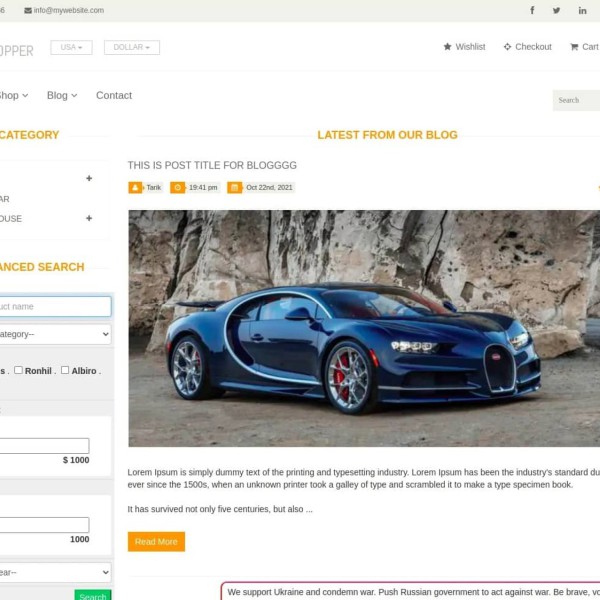 info@mywebsite.com
OPPER USA DOLLAR Wishlist Checkout Cart
Shop Blog Contact
Search
CATEGORY
LATEST FROM OUR BLOG
THIS IS POST TITLE FOR BLOGGGG
Tarik 19:41 pm Oct 22nd, 2021
AR
OUSE
ANCED SEARCH
uct name
ategory--
s . Ronhil . Albiro .
$ 1000
1000
ear--
Search
Lorem Ipsum is simply dummy text of the printing and typesetting industry. Lorem Ipsum has been the industry's standard du
ever since the 1500s, when an unknown printer took a galley of type and scrambled it to make a type specimen book.
It has survived not only five centuries, but also ...
Read More
We support Ukraine and condemn war. Push Russian government to act against war. Be brave, vo